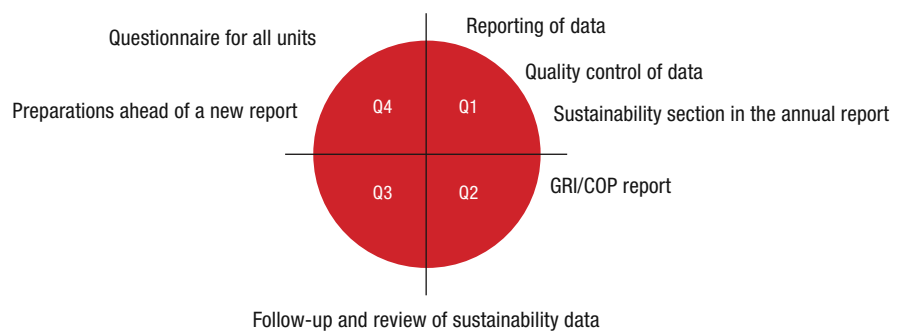 Reporting of data
Questionnaire for all units
Quality control of data
Preparations ahead of a new report
Q4
Q1
Sustainability section in the annual report
Q3
Q2
GRI/COP report
Follow-up and review of sustainability data